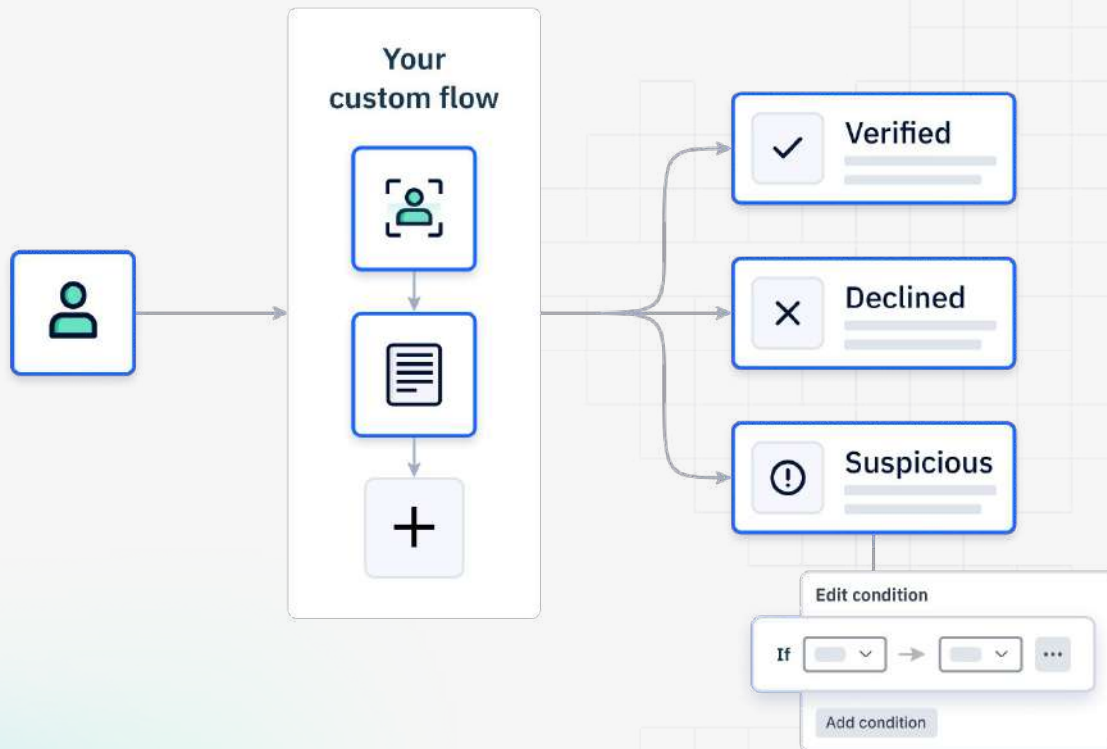 Your
custom flow
Verified
Declined
Suspicious
Edit condition
If
Add condition